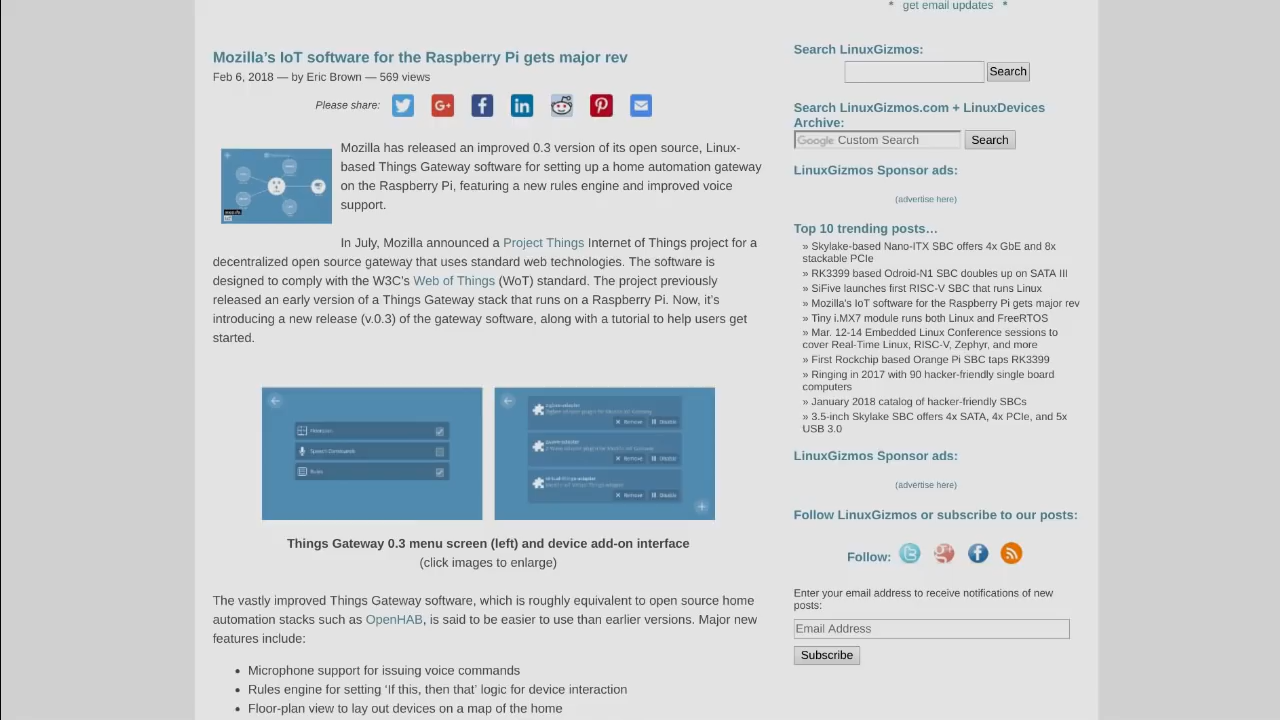 * get email updates *
Mozilla’s IoT software for the Raspberry Pi gets major rev
Feb 6, 2018 — by Eric Brown — 569 views
Please share:
Mozilla has released an improved 0.3 version of its open source, Linux-
based Things Gateway software for setting up a home automation gateway
on the Raspberry Pi, featuring a new rules engine and improved voice
support.
In July, Mozilla announced a Project Things Internet of Things project for a
decentralized open source gateway that uses standard web technologies. The software is
designed to comply with the W3C’s Web of Things (WoT) standard. The project previously
released an early version of a Things Gateway stack that runs on a Raspberry Pi. Now, it’s
introducing a new release (v.0.3) of the gateway software, along with a tutorial to help users get
started.
Speech Commands
Rules
Remove Disable
Remove Disable
Remove Disable
Things Gateway 0.3 menu screen (left) and device add-on interface
(click images to enlarge)
The vastly improved Things Gateway software, which is roughly equivalent to open source home
automation stacks such as OpenHAB, is said to be easier to use than earlier versions. Major new
features include:
• Microphone support for issuing voice commands
• Rules engine for setting ‘If this, then that’ logic for device interaction
• Floor-plan view to lay out devices on a map of the home
Search LinuxGizmos:
Search
Search LinuxGizmos.com + LinuxDevices
Archive:
Google Custom Search
Search
LinuxGizmos Sponsor ads:
(advertise here)
Top 10 trending posts…
» Skylake-based Nano-ITX SBC offers 4x GbE and 8x
stackable PCIe
» RK3399 based Odroid-N1 SBC doubles up on SATA III
» SiFive launches first RISC-V SBC that runs Linux
» Mozilla’s IoT software for the Raspberry Pi gets major rev
» Tiny i.MX7 module runs both Linux and FreeRTOS
» Mar. 12-14 Embedded Linux Conference sessions to
cover Real-Time Linux, RISC-V, Zephyr, and more
» First Rockchip based Orange Pi SBC taps RK3399
» Ringing in 2017 with 90 hacker-friendly single board
computers
» January 2018 catalog of hacker-friendly SBCs
» 3.5-inch Skylake SBC offers 4x SATA, 4x PCIe, and 5x
USB 3.0
LinuxGizmos Sponsor ads:
(advertise here)
Follow LinuxGizmos or subscribe to our posts:
Follow:
Enter your email address to receive notifications of new
posts:
Email Address
Subscribe